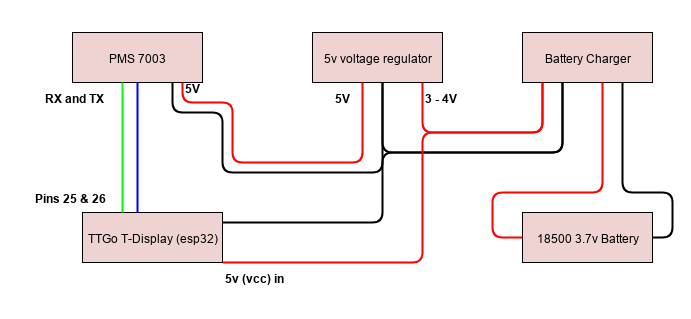 PMS 7003
5v voltage regulator
Battery Charger
RX and TX
5V
5V
3 - 4V
Pins 25 & 26
TTGo T-Display (esp32)
18500 3.7v Battery
5v (vcc) in